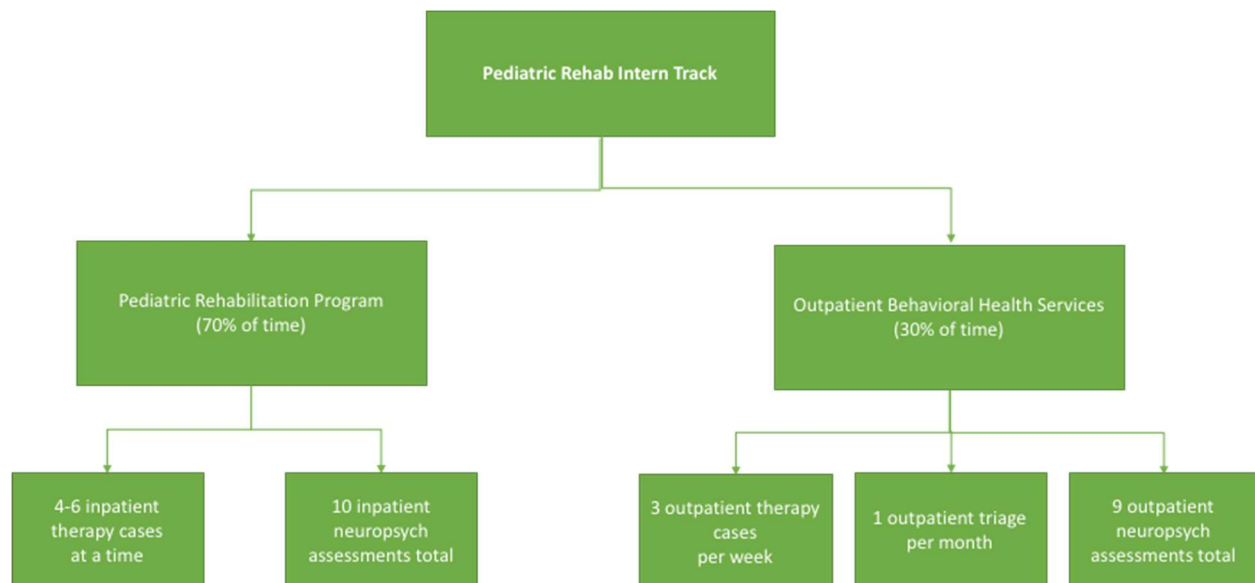 Pediatric Rehab Intern Track
Pediatric Rehabilitation Program
(70% of time)
Outpatient Behavioral Health Services
(30% of time)
4-6 inpatient
therapy cases
at a time
10 inpatient
neuropsych
assessments total
3 outpatient therapy
cases
per week
1 outpatient triage
per month
9 outpatient
neuropsych
assessments total